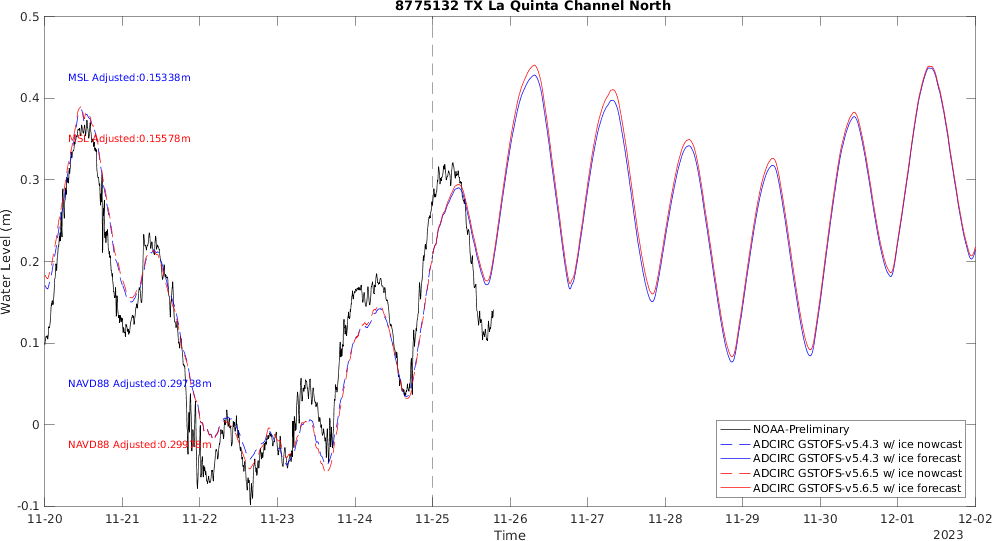 8775132 TX La Quinta Channel North
0.5
0.4
0.3
0.2
0.1
0
-0.1
Water Level (m)
MSL Adjusted:0.15338m
MSL Adjusted:0.15578m
NAVD88 Adjusted:0.29738m
NAVD88 Adjusted:
NOAA-Preliminary
ADCIRC GSTOFS-v5.4.3 w/ ice nowcast
ADCIRC GSTOFS-v5.4.3 w/ ice forecast
ADCIRC GSTOFS-v5.6.5 w/ ice nowcast
ADCIRC GSTOFS-v5.6.5 w/ ice forecast
11-20 11-21 11-22 11-23 11-24 11-25 11-26 11-27 11-28 11-29 11-30 12-01 12-02
Time
2023